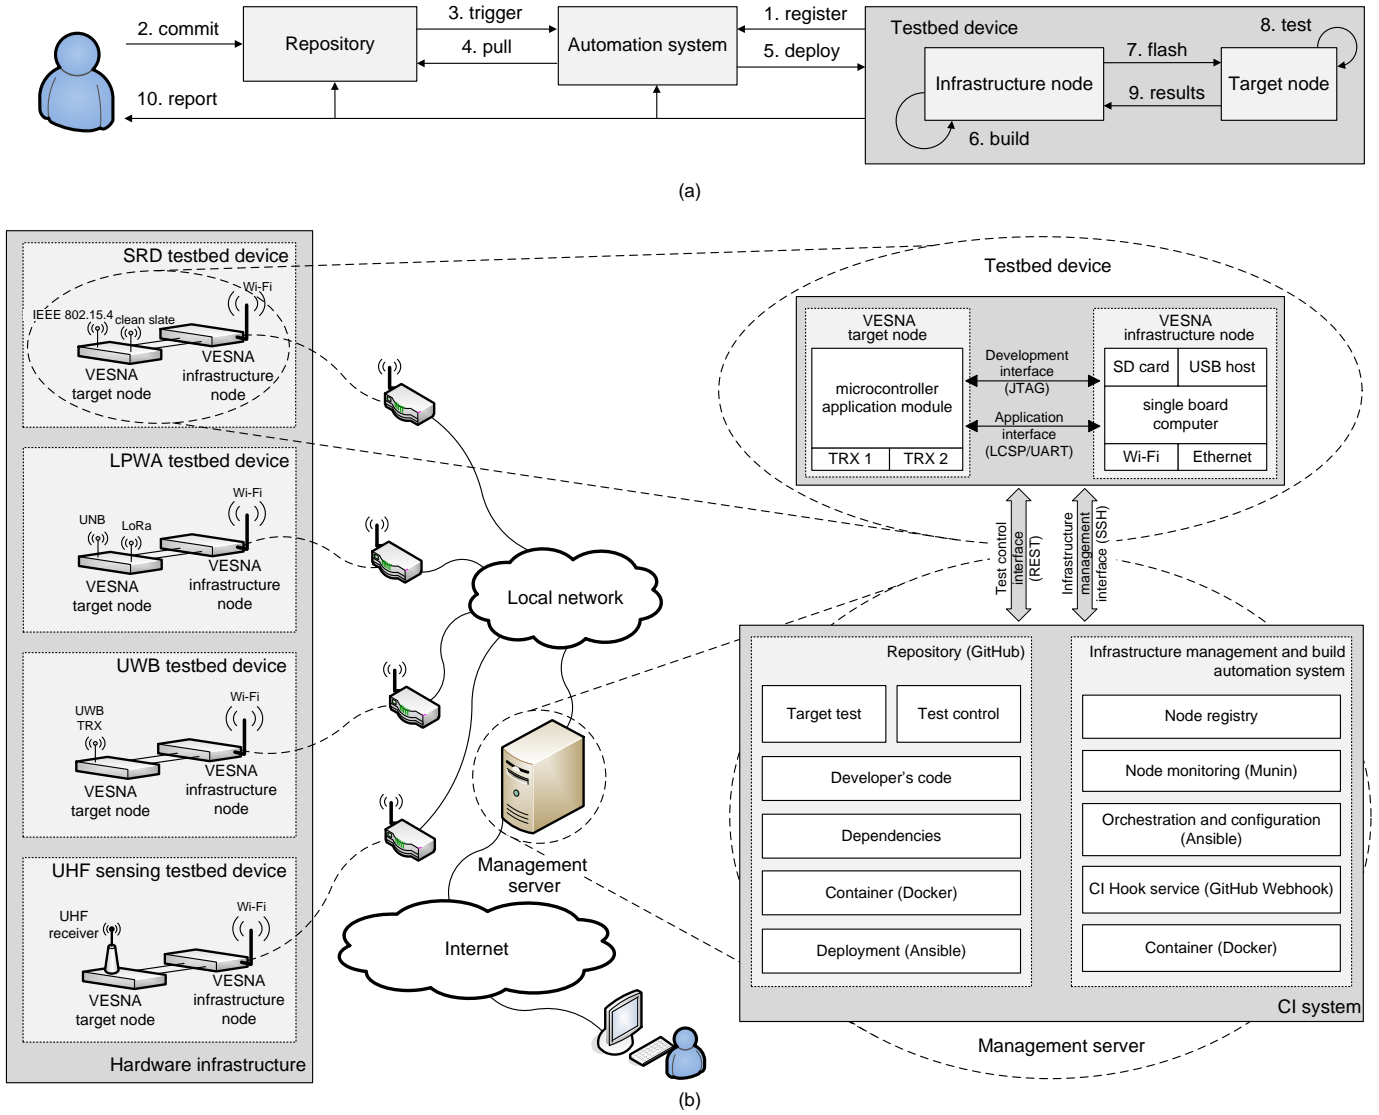 2. commit
Repository
3. trigger
4. pull
Automation system
1. register
5. deploy
10. report
Testbed device
Infrastructure node
6. build
7. flash
9. results
8. test
Target node
(a)
SRD testbed device
Wi-Fi
IEEE 802.15.4
clean slate
VESNA
target node
VESNA
infrastructure
node
LPWA testbed device
Wi-Fi
UNB
LoRa
VESNA
target node
VESNA
infrastructure
node
UWB testbed device
Wi-Fi
UWB
TRX
VESNA
target node
VESNA
infrastructure
node
UHF sensing testbed device
Wi-Fi
UHF
receiver
VESNA
target node
VESNA
infrastructure
node
Hardware infrastructure
Local network
Management
server
Internet
Testbed device
VESNA
target node
microcontroller
application module
TRX 1
TRX 2
Development
interface
(JTAG)
Application
interface
(LCSP/UART)
VESNA
infrastructure node
SD card
USB host
single board
computer
Wi-Fi
Ethernet
Test control
interface
(REST)
Infrastructure
management
interface (SSH)
Repository (GitHub)
Target test
Test control
Developer's code
Dependencies
Container (Docker)
Deployment (Ansible)
Infrastructure management and build
automation system
Node registry
Node monitoring (Munin)
Orchestration and configuration
(Ansible)
CI Hook service (GitHub Webhook)
Container (Docker)
CI system
Management server
(b)